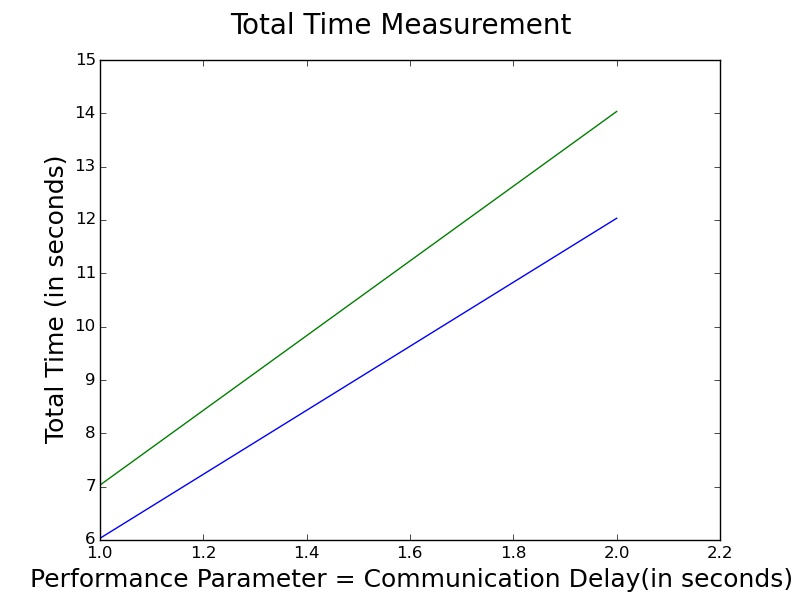 Total Time Measurement
15
14
13
12
11
10
9
8
7
6
Total Time (in seconds)
1.0 1.2 1.4 1.6 1.8 2.0 2.2
Performance Parameter = Communication Delay(in seconds)